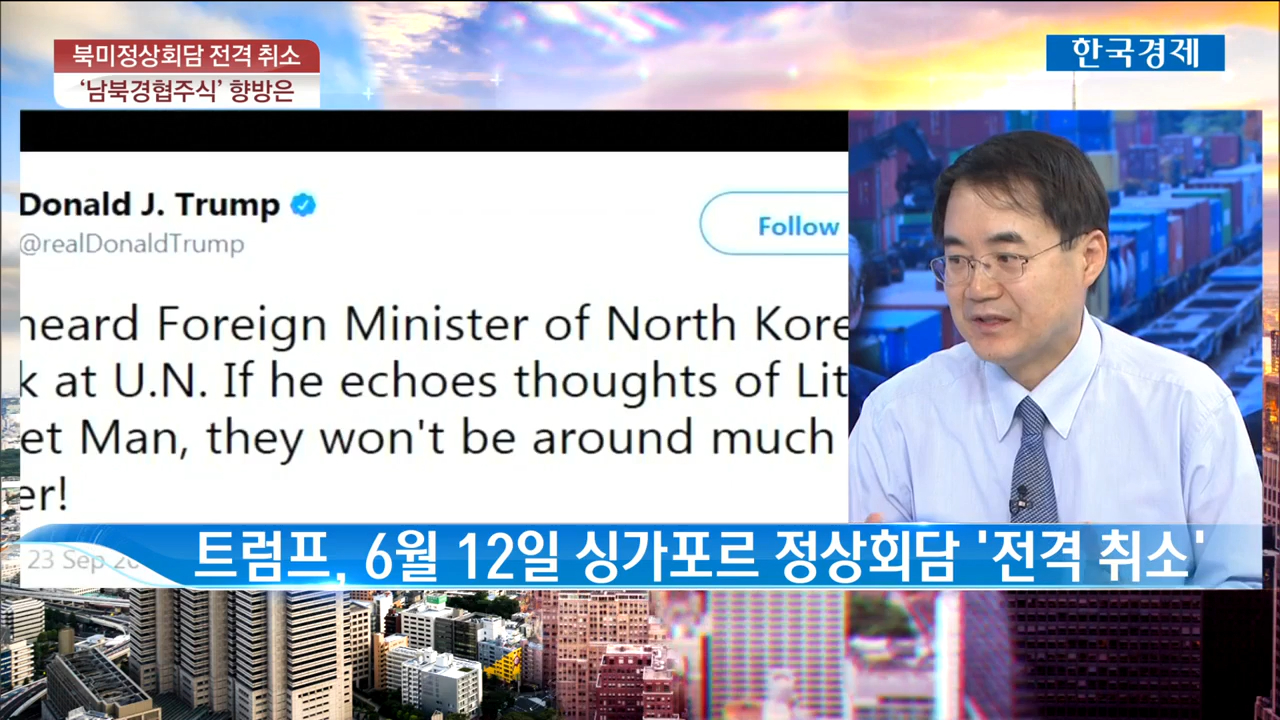 북미정상회담 전격 취소
'남북경협주식' 향방은
한국경제
Donald J. Trump
@realDonaldTrump
Follow
heard Foreign Minister of North Kore
k at U.N. If he echoes thoughts of Lit
et Man, they won't be around much
er!
23 Sep 20
트럼프, 6월 12일 싱가포르 정상회담 '전격 취소'